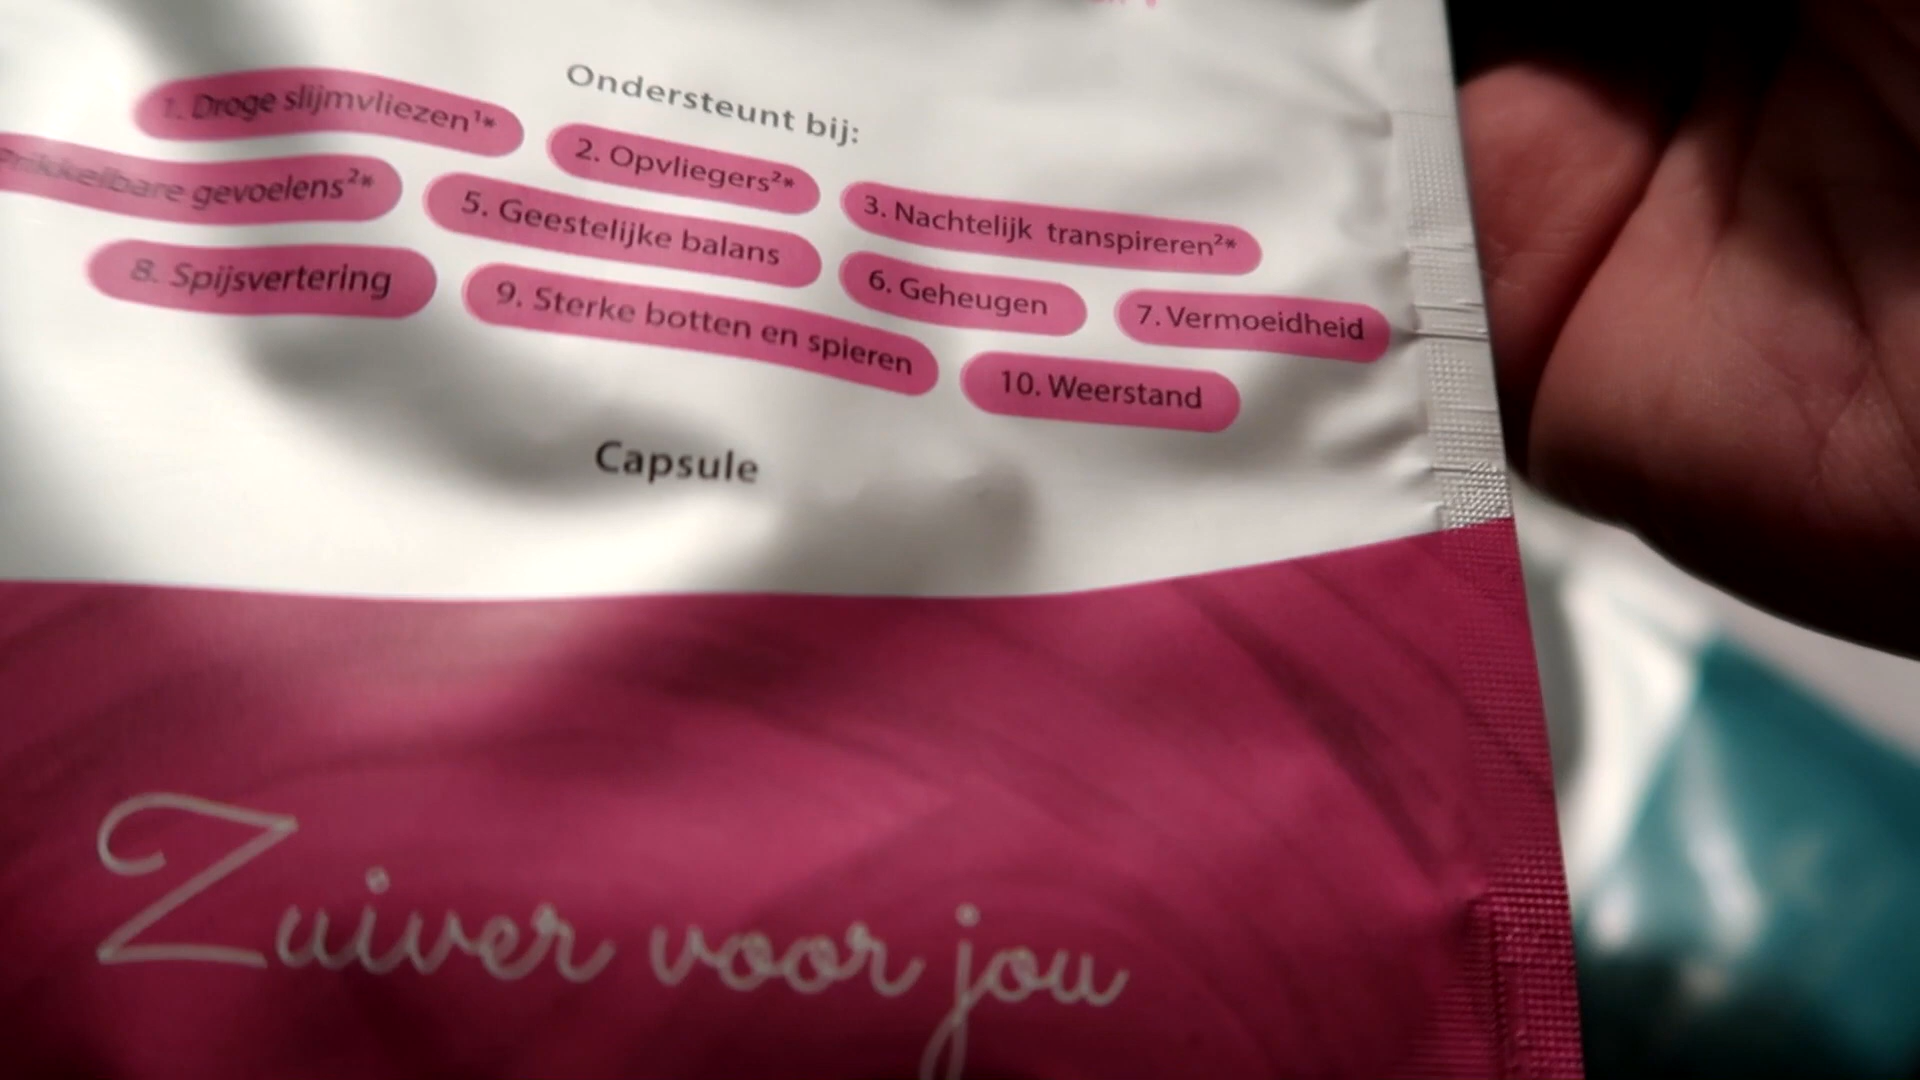 Ondersteunt bij:
1. Droge slijmvliezen¹*
2. Opvliegers²*
3. Nachtelijk transpireren²*
gevoelens²*
5. Geestelijke balans
6. Geheugen
7. Vermoeidheid
8. Spijsvertering
9. Sterke botten en spieren
10. Weerstand
Capsule
Zuiver voor jou